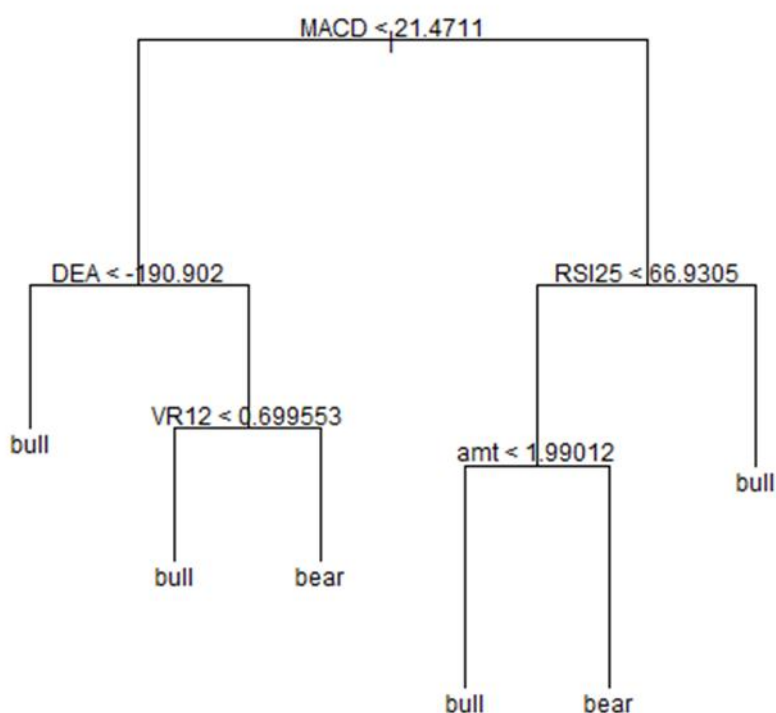 MACD < 21.4711
DEA < -190.902
RSI25 < 66.9305
VR12 < 0.699553
bull
amt < 1.99012
bull
bull
bear
bull
bear